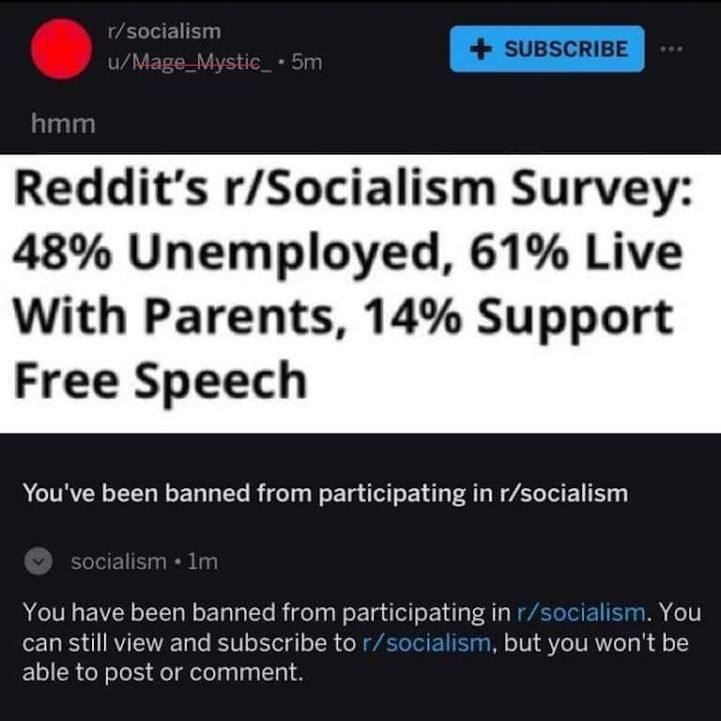 r/socialism
u/Mage_Mystic_ • 5m
+ SUBSCRIBE
hmm
Reddit's r/Socialism Survey:
48% Unemployed, 61% Live
With Parents, 14% Support
Free Speech
You've been banned from participating in r/socialism
socialism • 1m
You have been banned from participating in r/socialism. You
can still view and subscribe to r/socialism, but you won't be
able to post or comment.